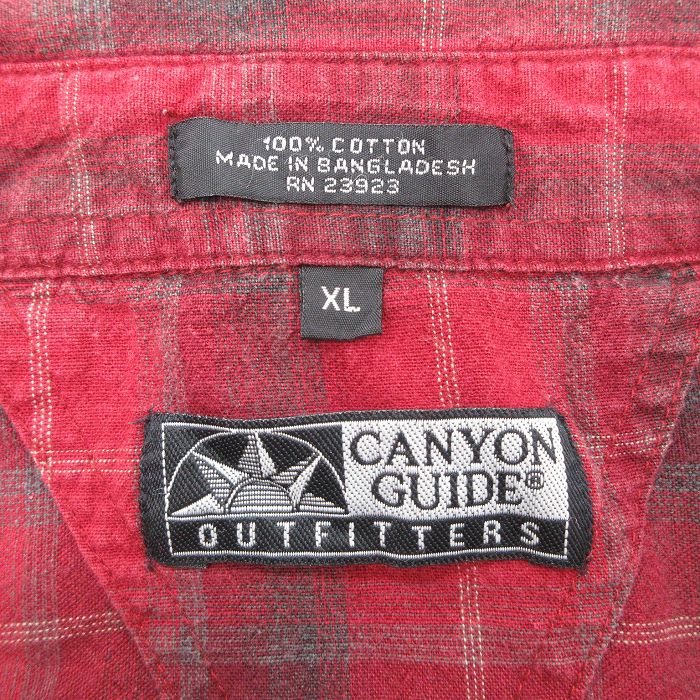 100% COTTON
MADE IN BANGLADESH
RN 23923
XL
CANYON
GUIDE®
OUTFITTERS